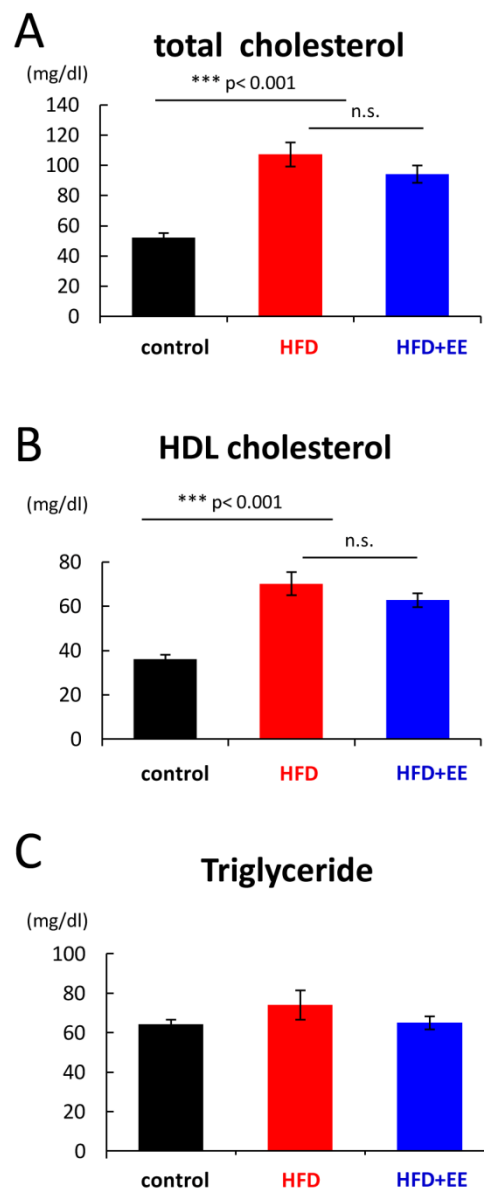 A
total cholesterol
(mg/dl)
*** p< 0.001
n.s.
140
120
100
80
60
40
20
0
control HFD HFD+EE
B
HDL cholesterol
(mg/dl)
*** p< 0.001
n.s.
80
60
40
20
0
control HFD HFD+EE
C
Triglyceride
(mg/dl)
100
80
60
40
20
0
control HFD HFD+EE